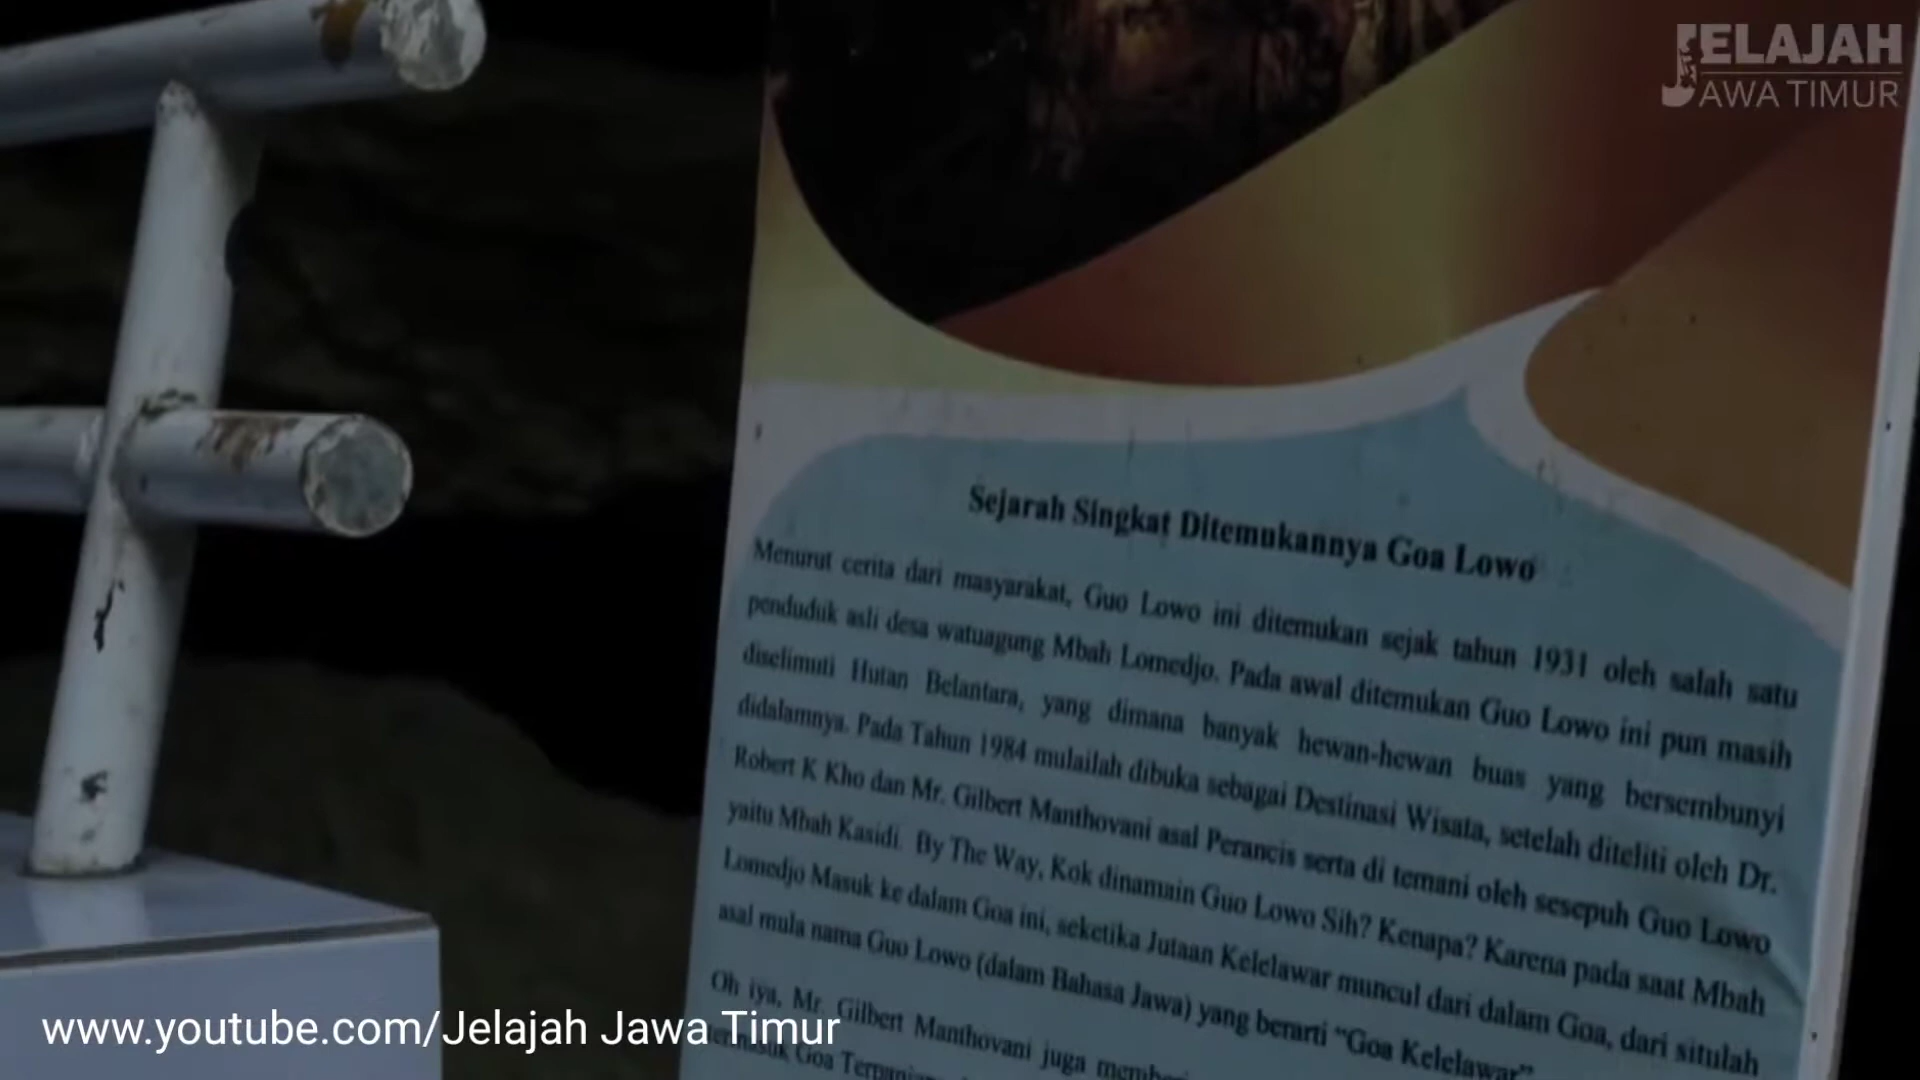 JELAJAH
JAWA TIMUR
Sejarah Singkat Ditemukannya Goa Lowo
Menurut cerita dari masyarakat, Guo Lowo ini ditemukan sejak tahun 1931 oleh salah satu
penduduk asli desa watuagung Mbah Lomedjo. Pada awal ditemukan Guo Lowo ini pun masih
diselimuti Hutan Belantara, yang dimana banyak hewan-hewan buas yang bersembunyi
didalamnya. Pada Tahun 1984 mulailah dibuka sebagai Destinasi Wisata, setelah diteliti oleh Dr.
Robert K Kho dan Mr. Gilbert Manthovani asal Perancis serta di temani oleh sesepuh Guo Lowo
yaitu Mbah Kasidi. By The Way, Kok dinamain Guo Lowo Sih? Kenapa? Karena pada saat Mbah
Lomedjo Masuk ke dalam Goa ini, seketika Jutaan Kelelawar muncul dari dalam Goa, dari situlah
asal mula nama Guo Lowo (dalam Bahasa Jawa) yang berarti "Goa Kelelawar"
Oh iya, Mr. Gilbert Manthovani juga
Goa
www.youtube.com/Jelajah Jawa Timur